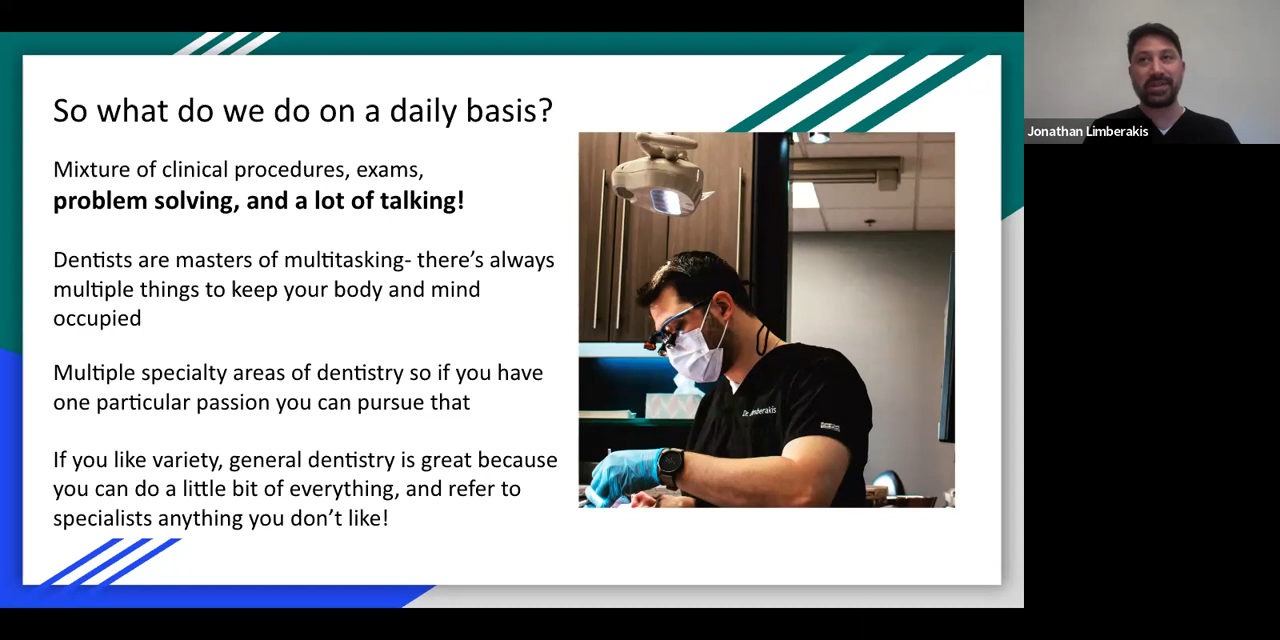 So what do we do on a daily basis?
Mixture of clinical procedures, exams,
problem solving, and a lot of talking!
Dentists are masters of multitasking- there’s always
multiple things to keep your body and mind
occupied
Multiple specialty areas of dentistry so if you have
one particular passion you can pursue that
If you like variety, general dentistry is great because
you can do a little bit of everything, and refer to
specialists anything you don’t like!
Dr.
Jonathan Limberakis